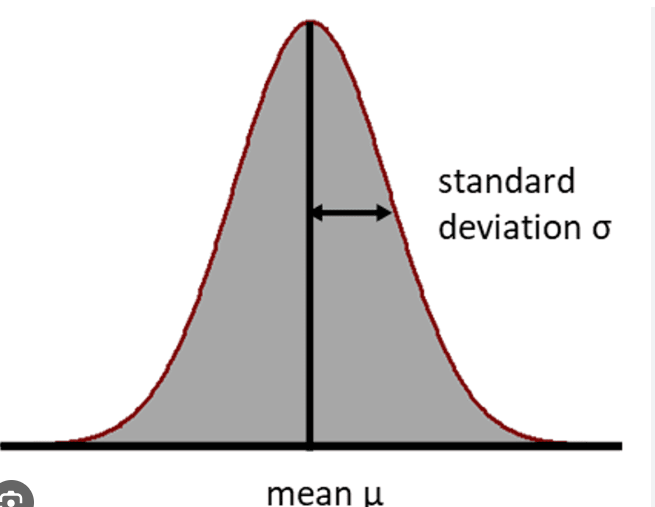 standard
deviation σ
mean μ